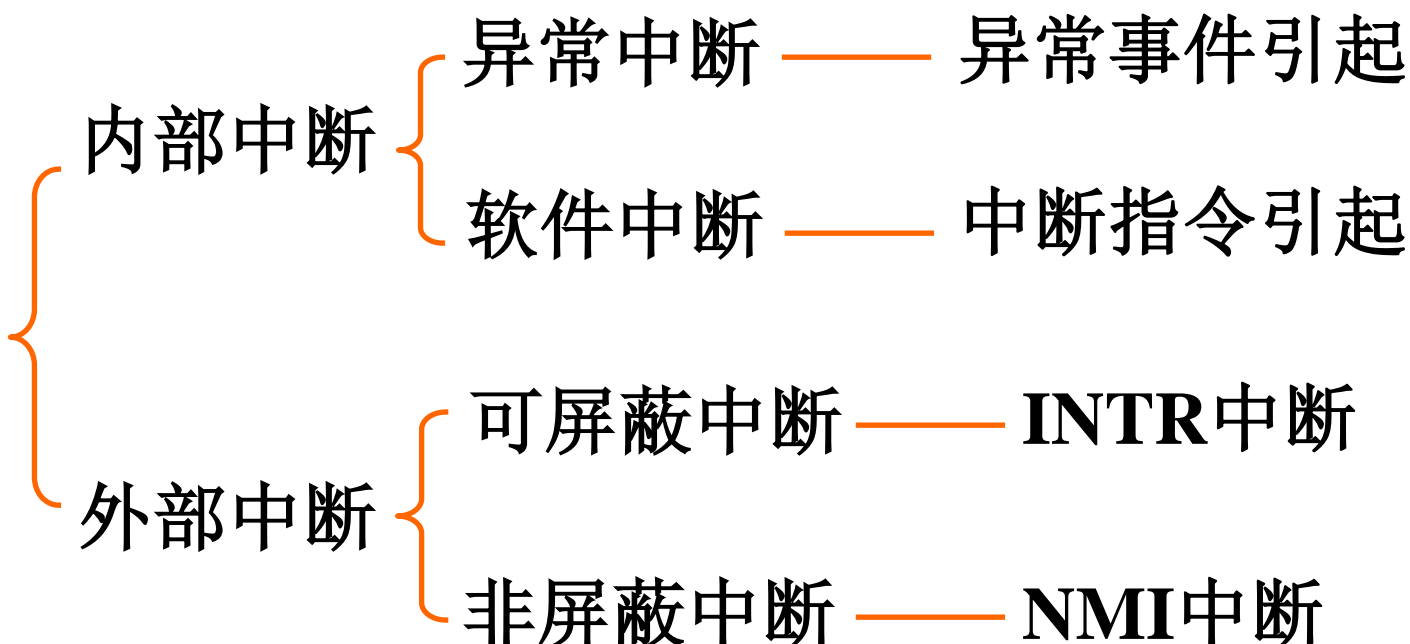 异常中断 异常事件引起
内部中断
软件中断 中断指令引起
可屏蔽中断 INTR中断
外部中断
非屏蔽中断 NMI中断